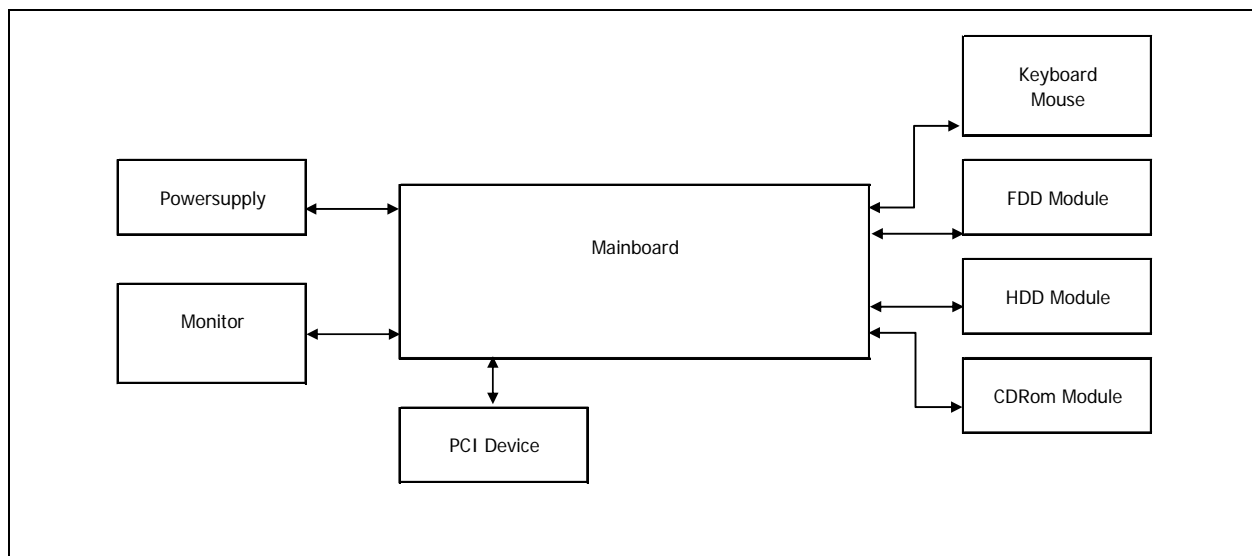 Keyboard
Mouse
Powersupply
FDD Module
Mainboard
HDD Module
Monitor
CDRom Module
PCI Device